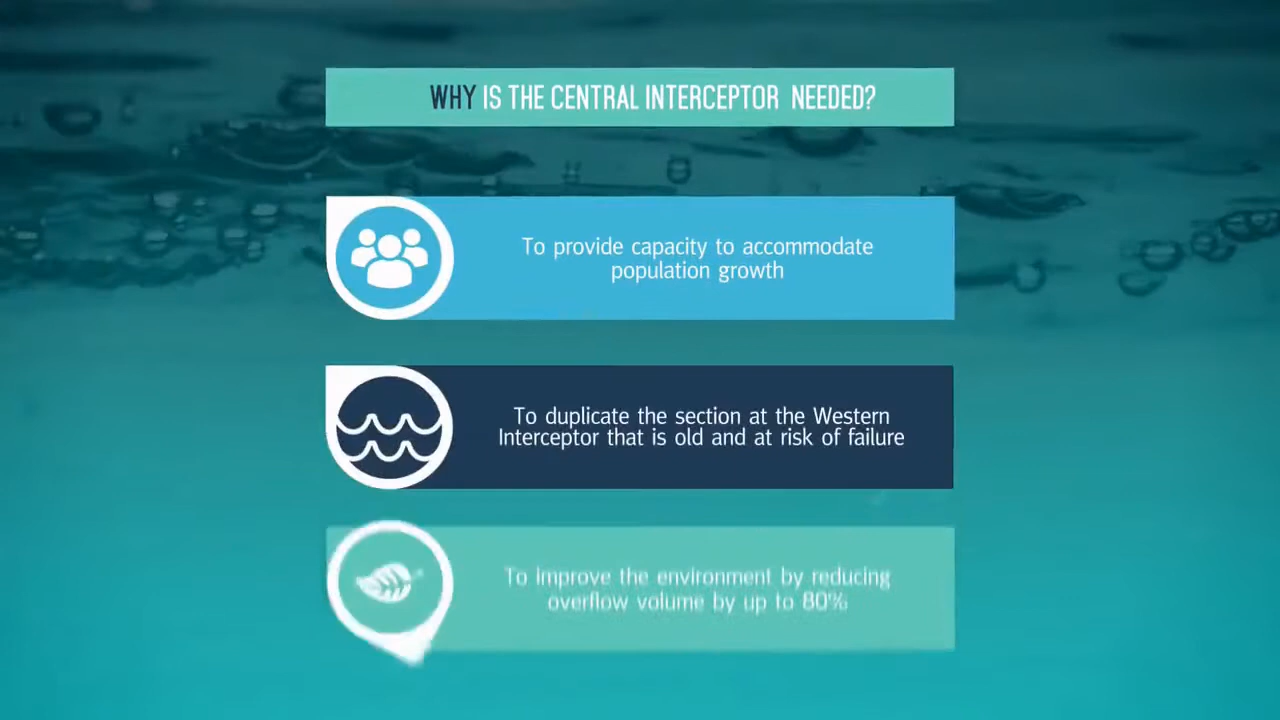 WHY IS THE CENTRAL INTERCEPTOR NEEDED?
To provide capacity to accommodate
population growth
To duplicate the section at the Western
Interceptor that is old and at risk of failure
To improve the environment by reducing
overflow volume by up to 80%